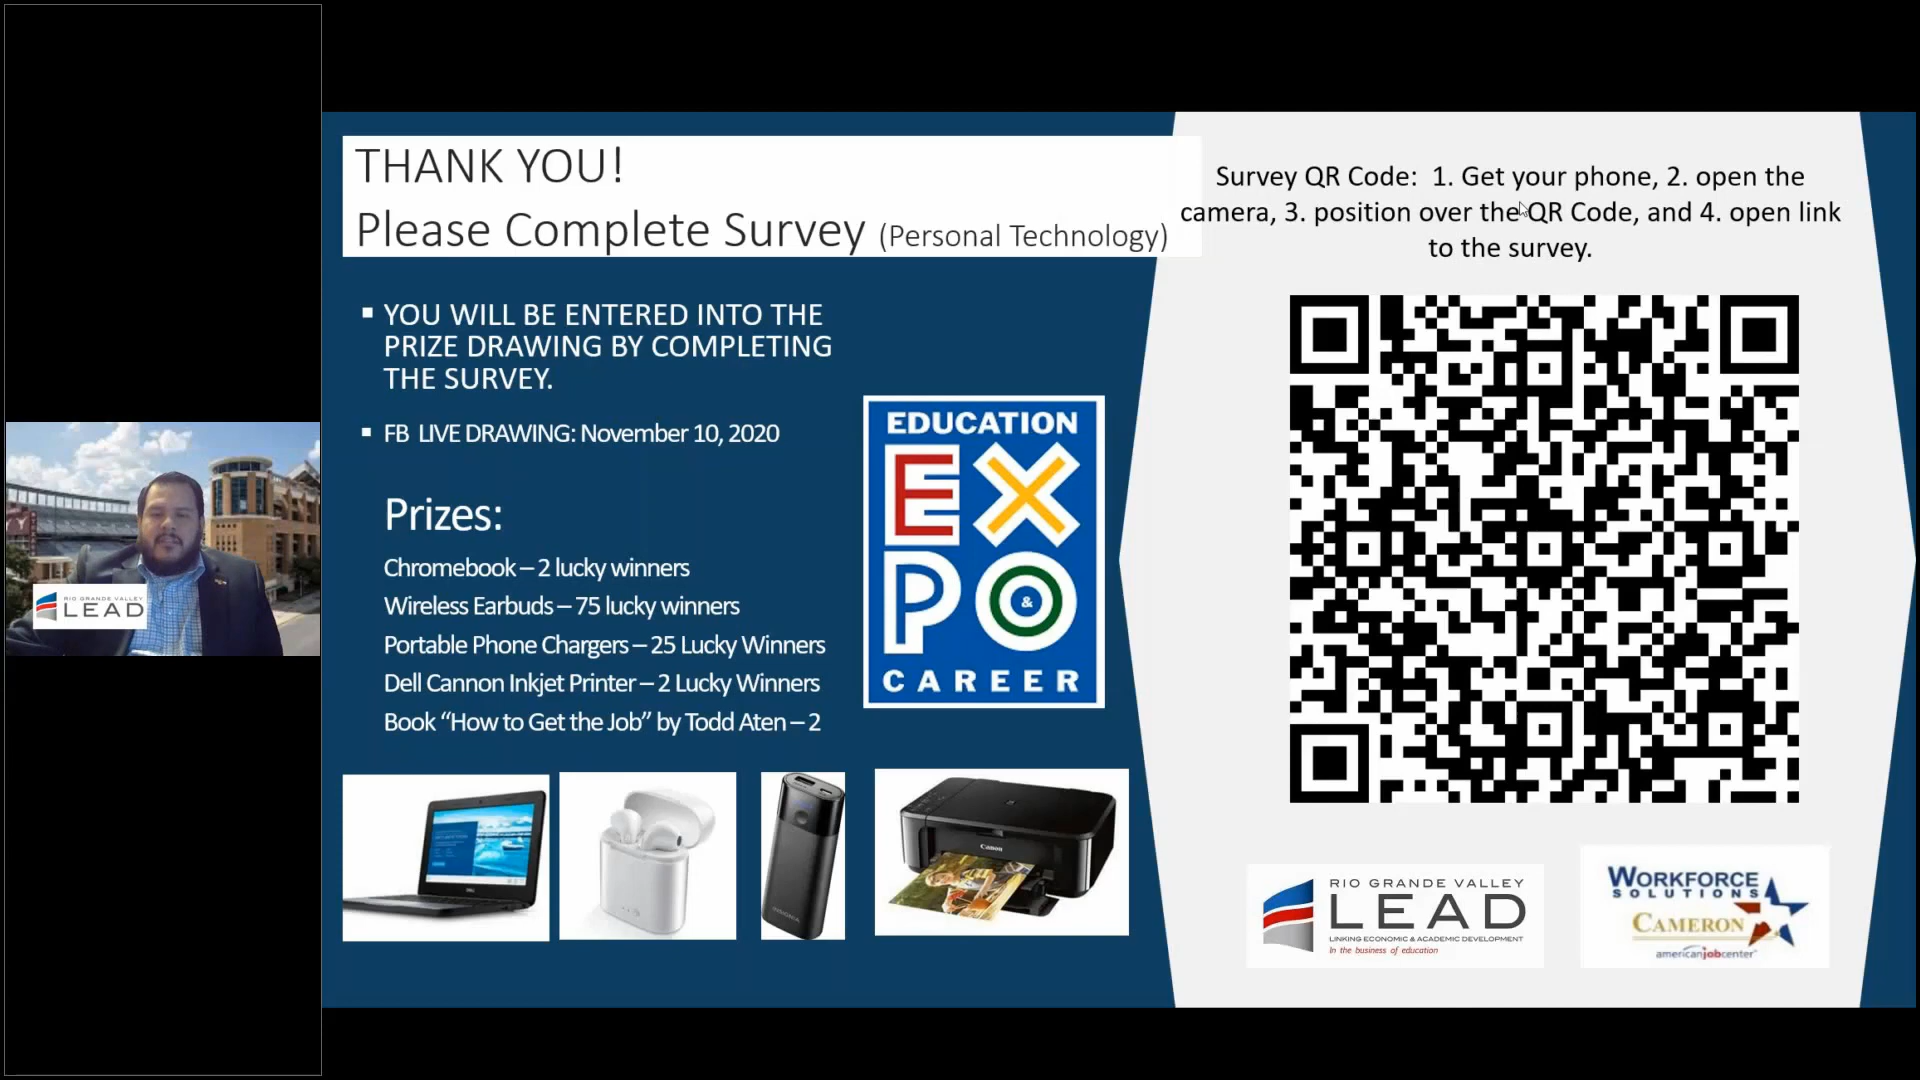 THANK YOU!
Please Complete Survey (Personal Technology)
Survey QR Code:  1. Get your phone, 2. open the
camera, 3. position over the QR Code, and 4. open link
to the survey.
YOU WILL BE ENTERED INTO THE
PRIZE DRAWING BY COMPLETING
THE SURVEY.
FB LIVE DRAWING: November 10, 2020
Prizes:
Chromebook – 2 lucky winners
Wireless Earbuds – 75 lucky winners
Portable Phone Chargers – 25 Lucky Winners
Dell Cannon Inkjet Printer – 2 Lucky Winners
Book “How to Get the Job” by Todd Aten – 2
EDUCATION
EXPO
&
CAREER
RIO GRANDE VALLEY
LEAD
Canon
INSIGNIA
RIO GRANDE VALLEY
LEAD
LINKING ECONOMIC & ACADEMIC DEVELOPMENT
In the business of education
WORKFORCE
SOLUTIONS
CAMERON
americanjobcenter